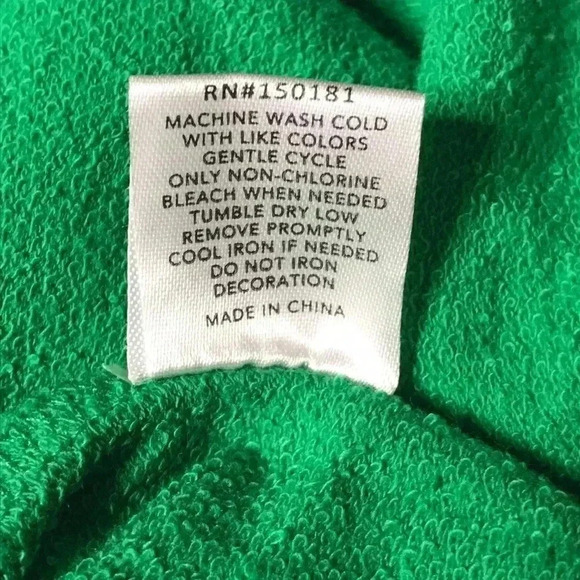 RN#150181
MACHINE WASH COLD
WITH LIKE COLORS
GENTLE CYCLE
ONLY NON-CHLORINE
BLEACH WHEN NEEDED
TUMBLE DRY LOW
REMOVE PROMPTLY
COOL IRON IF NEEDED
DO NOT IRON
DECORATION
MADE IN CHINA